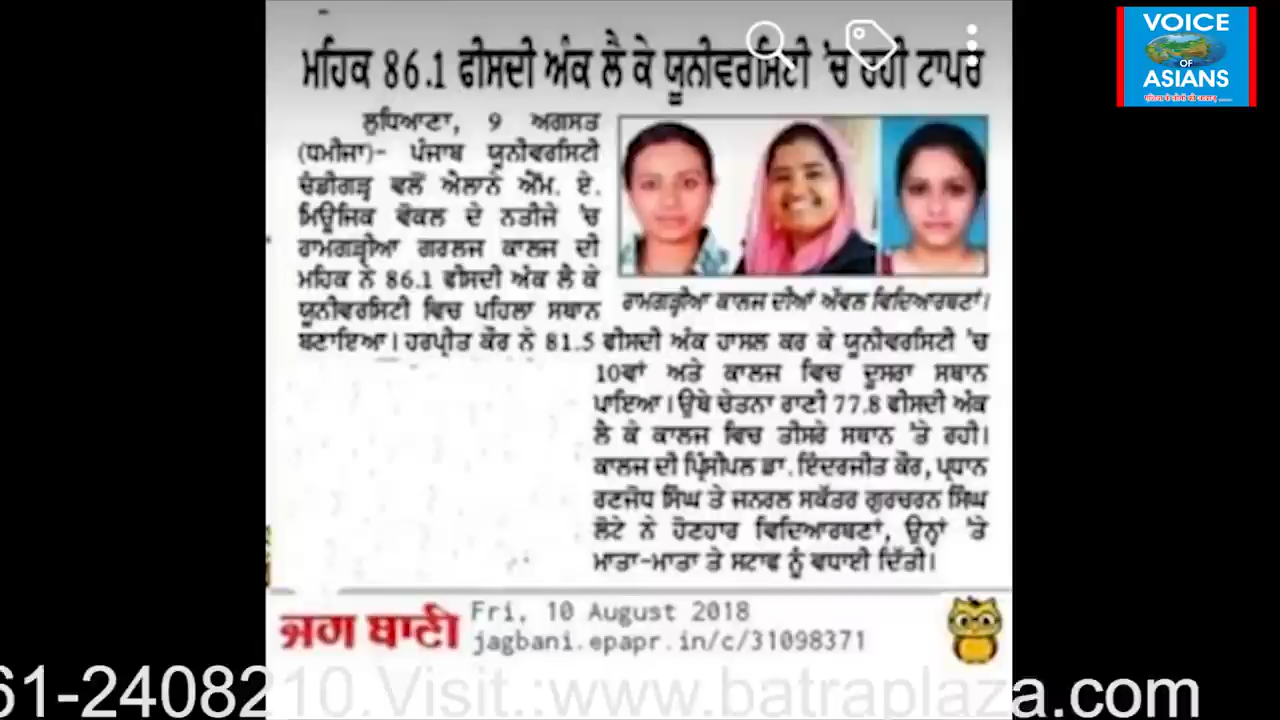 ਮਹਿਕ 86.1 ਫੀਸਦੀ ਅੰਕ ਲੈ ਕੇ ਯੂਨੀਵਰਸਿਟੀ 'ਚ ਰਹੀ ਟਾਪਰ
VOICE
OF
ASIANS
ਲੁਧਿਆਣਾ, 9 ਅਗਸਤ
(ਧਮੀਜਾ)- ਪੰਜਾਬ ਯੂਨੀਵਰਸਿਟੀ
ਚੰਡੀਗੜ੍ਹ ਵਲੋਂ ਐਲਾਨੇ ਐੱਮ. ਏ.
ਮਿਊਜਿਕ ਵੋਕਲ ਦੇ ਨਤੀਜੇ 'ਚ
ਰਾਮਗੜ੍ਹੀਆ ਗਰਲਜ ਕਾਲਜ ਦੀ
ਮਹਿਕ ਨੇ 86.1 ਫੀਸਦੀ ਅੰਕ ਲੈ ਕੇ
ਯੂਨੀਵਰਸਿਟੀ ਵਿਚ ਪਹਿਲਾ ਸਥਾਨ
ਬਣਾਇਆ। ਹਰਪ੍ਰੀਤ ਕੌਰ ਨੇ 81.5 ਫੀਸਦੀ ਅੰਕ ਹਾਸਲ ਕਰ ਕੇ ਯੂਨੀਵਰਸਿਟੀ 'ਚ
10ਵਾਂ ਅਤੇ ਕਾਲਜ ਵਿਚ ਦੂਸਰਾ ਸਥਾਨ
ਪਾਇਆ। ਉਥੇ ਚੇਤਨਾ ਰਾਣੀ 77.8 ਫੀਸਦੀ ਅੰਕ
ਲੈ ਕੇ ਕਾਲਜ ਵਿਚ ਤੀਸਰੇ ਸਥਾਨ 'ਤੇ ਰਹੀ।
ਕਾਲਜ ਦੀ ਪ੍ਰਿੰਸੀਪਲ ਡਾ. ਇੰਦਰਜੀਤ ਕੌਰ, ਪ੍ਰਧਾਨ
ਰਣਜੋਧ ਸਿੰਘ ਤੇ ਜਨਰਲ ਸਕੱਤਰ ਗੁਰਚਰਨ ਸਿੰਘ
ਲੋਟੇ ਨੇ ਹੋਣਹਾਰ ਵਿਦਿਆਰਥਣਾਂ, ਉਨ੍ਹਾਂ 'ਤੇ
ਮਾਤਾ-ਮਾਤਾ ਤੇ ਸਟਾਫ ਨੂੰ ਵਧਾਈ ਦਿੱਤੀ।
ਰਾਮਗੜ੍ਹੀਆ ਕਾਲਜ ਦੀਆਂ ਅੱਵਲ ਵਿਦਿਆਰਥਣਾਂ।
ਜਗ ਬਾਣੀ
Fri, 10 August 2018
jagbani.epapr.in/c/31098371
61-2408210.Visit.:www.batraplaza.com